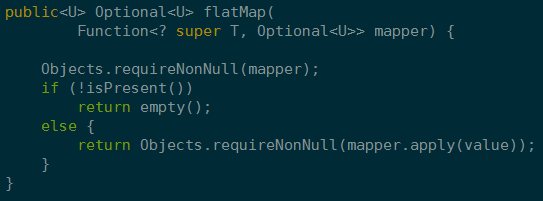 public<U> Optional<U> flatMap(
        Function<? super T, Optional<U>> mapper) {

    Objects.requireNonNull(mapper);
    if (!isPresent())
        return empty();
    else {
        return Objects.requireNonNull(mapper.apply(value));
    }
}